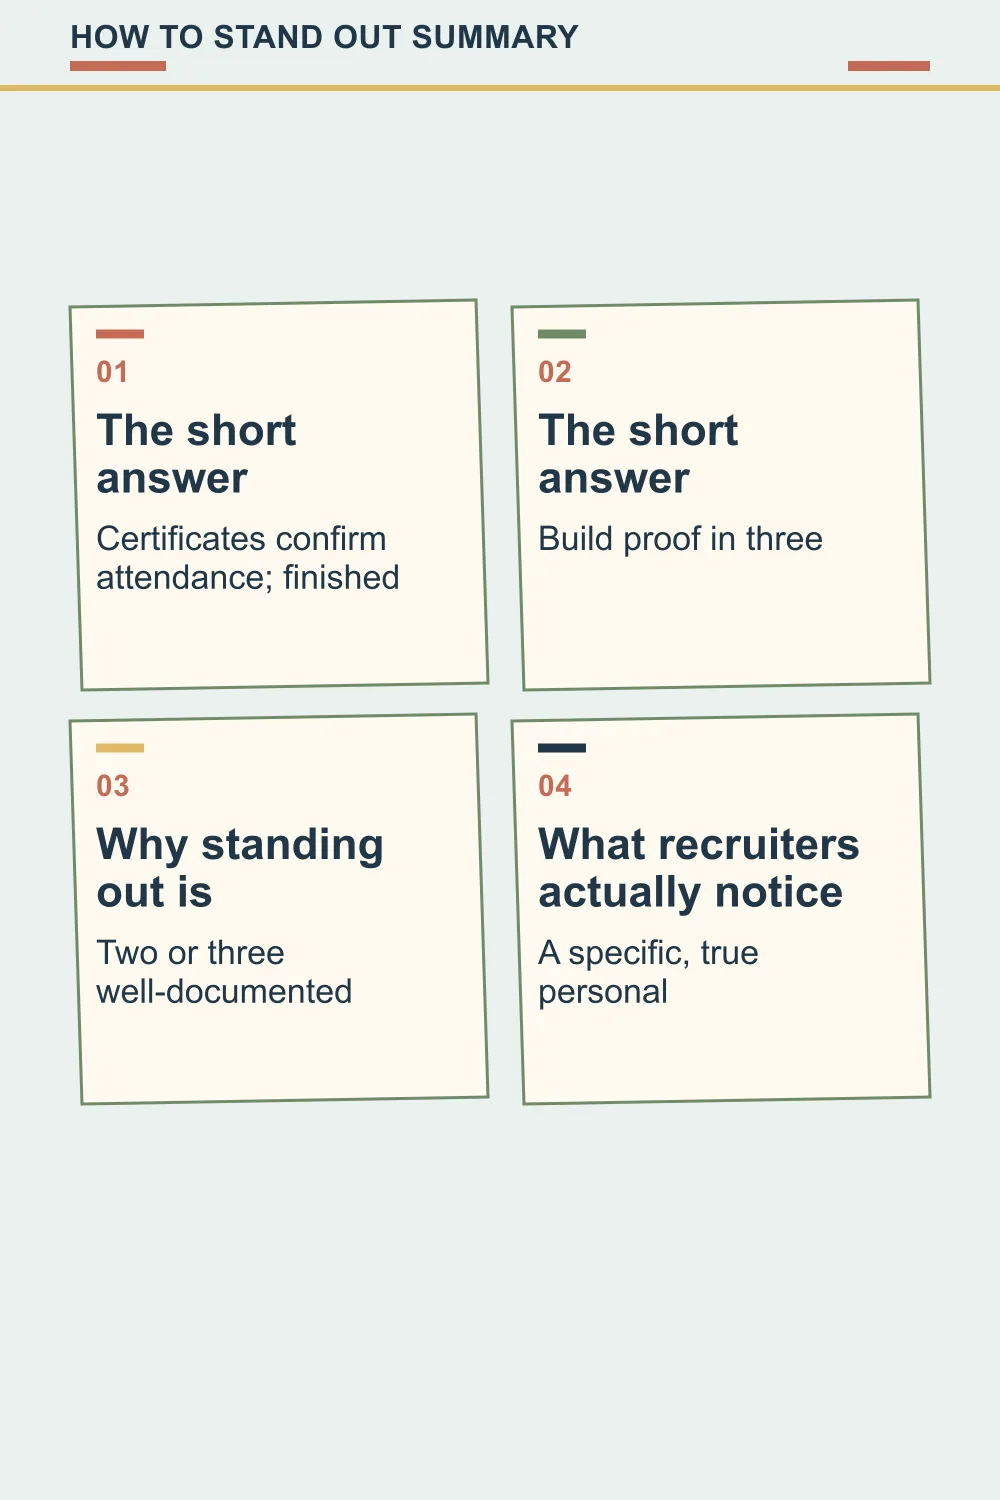 HOW TO STAND OUT SUMMARY
01
The short
answer
Certificates confirm
attendance; finished
02
The short
answer
Build proof in three
03
Why standing
out is
Two or three
well-documented
04
What recruiters
actually notice
A specific, true
personal